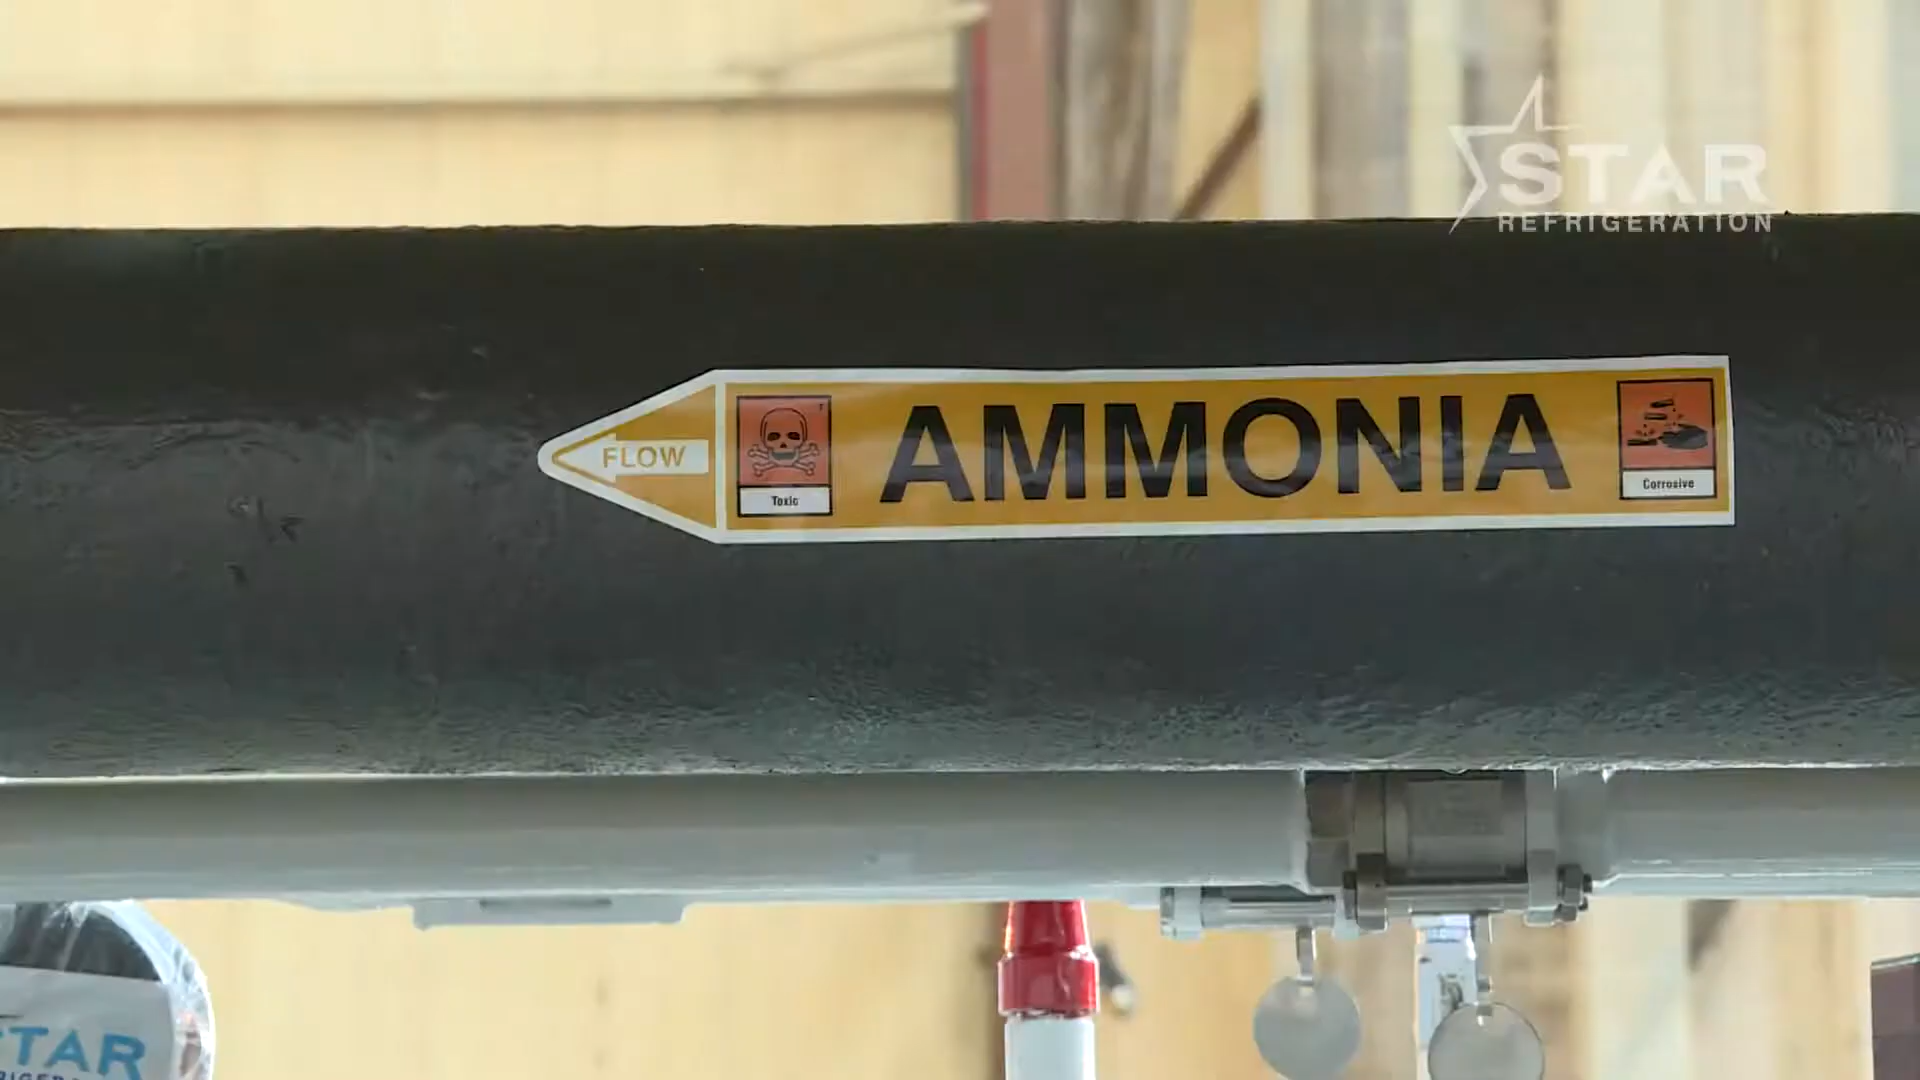 STAR
REFRIGERATION
FLOW
T
Toxic
AMMONIA
Corrosive
STAR